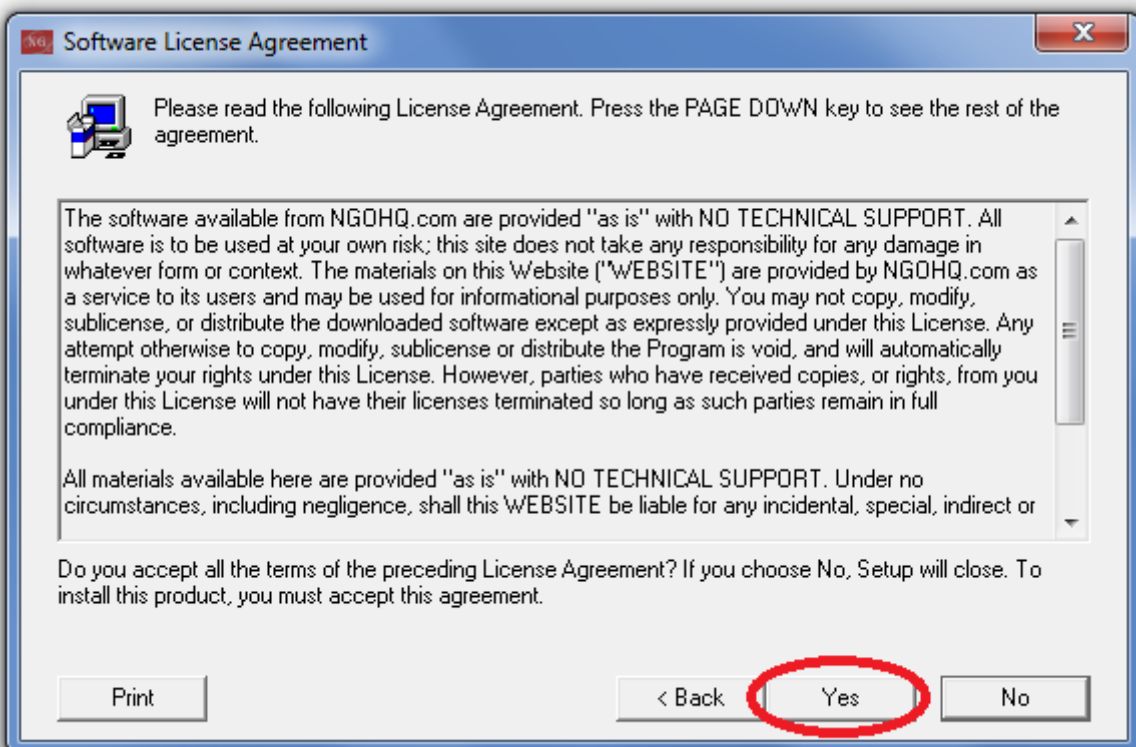 NG
Software License Agreement
X
Please read the following License Agreement. Press the PAGE DOWN key to see the rest of the
agreement.
The software available from NGOHQ.com are provided "as is" with NO TECHNICAL SUPPORT. All
software is to be used at your own risk; this site does not take any responsibility for any damage in
whatever form or context. The materials on this Website ("WEBSITE") are provided by NGOHQ.com as
a service to its users and may be used for informational purposes only. You may not copy, modify,
sublicense, or distribute the downloaded software except as expressly provided under this License. Any
attempt otherwise to copy, modify, sublicense or distribute the Program is void, and will automatically
terminate your rights under this License. However, parties who have received copies, or rights, from you
under this License will not have their licenses terminated so long as such parties remain in full
compliance.
All materials available here are provided "as is" with NO TECHNICAL SUPPORT. Under no
circumstances, including negligence, shall this WEBSITE be liable for any incidental, special, indirect or
Do you accept all the terms of the preceding License Agreement? If you choose No, Setup will close. To
install this product, you must accept this agreement.
Print
< Back
Yes
No